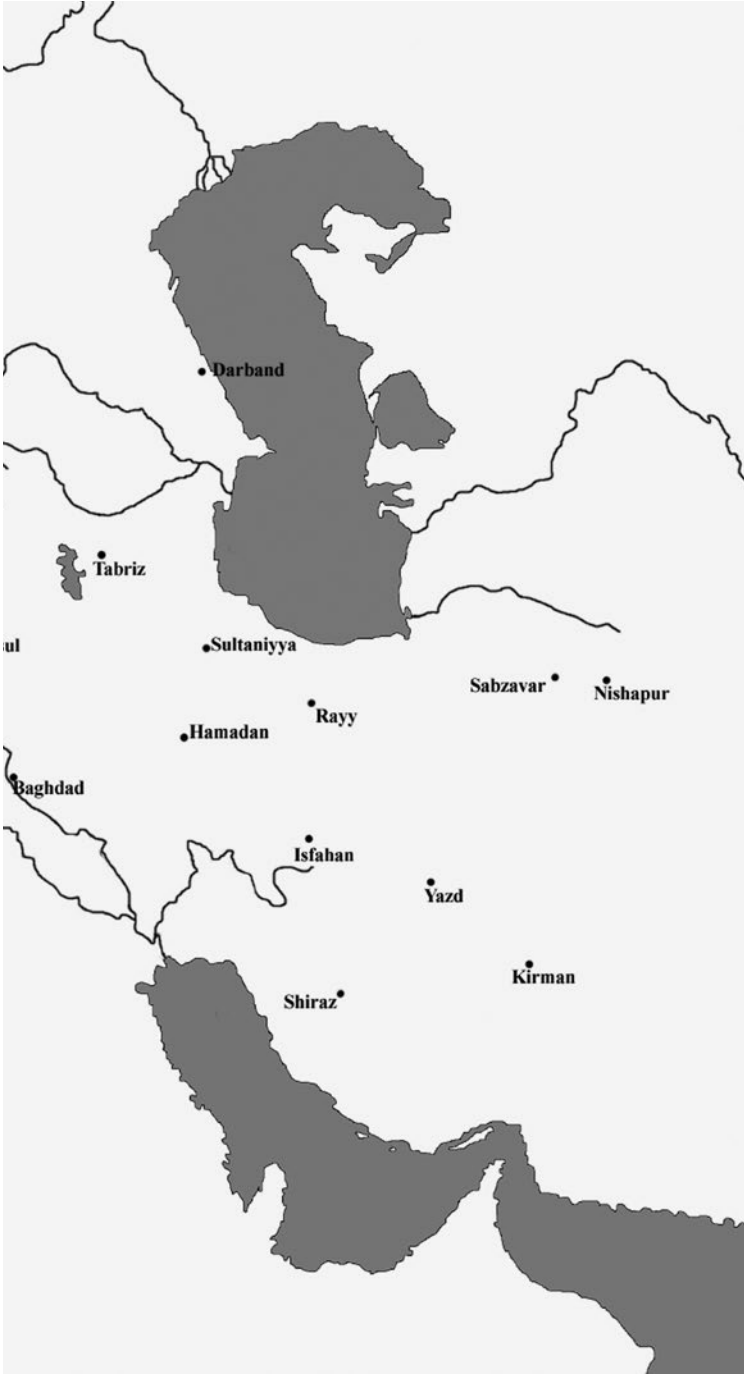 Darband
Tabriz
ul
Sultaniyya
Sabzavar
Nishapur
Rayy
Hamadan
Baghdad
Isfahan
Yazd
Kirman
Shiraz